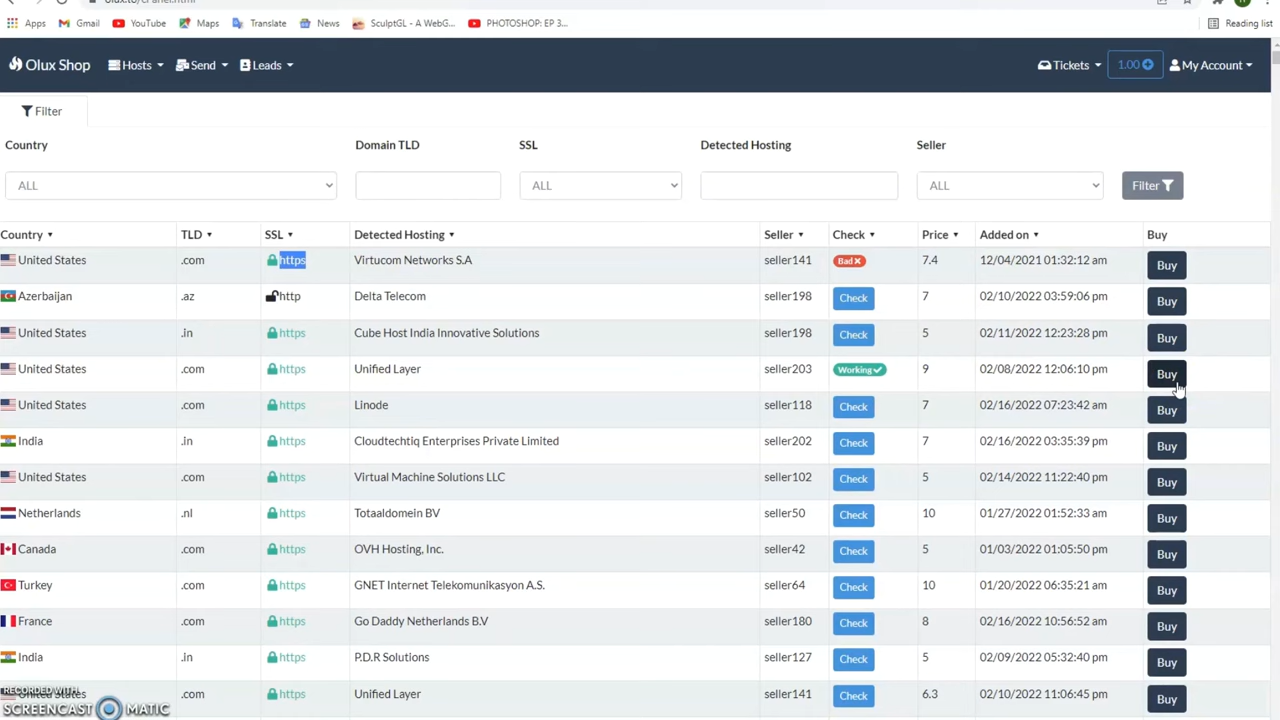 Apps Gmail YouTube Maps Translate News SculptGL - A WebG... PHOTOSHOP: EP 3... Reading list
Olux Shop Hosts Send Leads Tickets 1.00 My Account
Filter
Country Domain TLD SSL Detected Hosting Seller
ALL ALL ALL Filter
Country TLD SSL Detected Hosting Seller Check Price Added on Buy
United States .com https Virtucom Networks S.A seller141 Bad 7.4 12/04/2021 01:32:12 am Buy
Azerbaijan .az http Delta Telecom seller198 Check 7 02/10/2022 03:59:06 pm Buy
United States .in https Cube Host India Innovative Solutions seller198 Check 5 02/11/2022 12:23:28 pm Buy
United States .com https Unified Layer seller203 Working 9 02/08/2022 12:06:10 pm Buy
United States .com https Linode seller118 Check 7 02/16/2022 07:23:42 am Buy
India .in https Cloudtechtiq Enterprises Private Limited seller202 Check 7 02/16/2022 03:35:39 pm Buy
United States .com https Virtual Machine Solutions LLC seller102 Check 5 02/14/2022 11:22:40 pm Buy
Netherlands .nl https Totaaldomein BV seller50 Check 10 01/27/2022 01:52:33 am Buy
Canada .com https OVH Hosting, Inc. seller42 Check 5 01/03/2022 01:05:50 pm Buy
Turkey .com https GNET Internet Telekomunikasyon A.S. seller64 Check 10 01/20/2022 06:35:21 am Buy
France .com https Go Daddy Netherlands B.V seller180 Check 8 02/16/2022 10:56:52 am Buy
India .in https P.D.R Solutions seller127 Check 5 02/09/2022 05:32:40 pm Buy
United States .com https Unified Layer seller141 Check 6.3 02/10/2022 11:06:45 pm Buy
RECORDED WITH
SCREENCAST MATIC